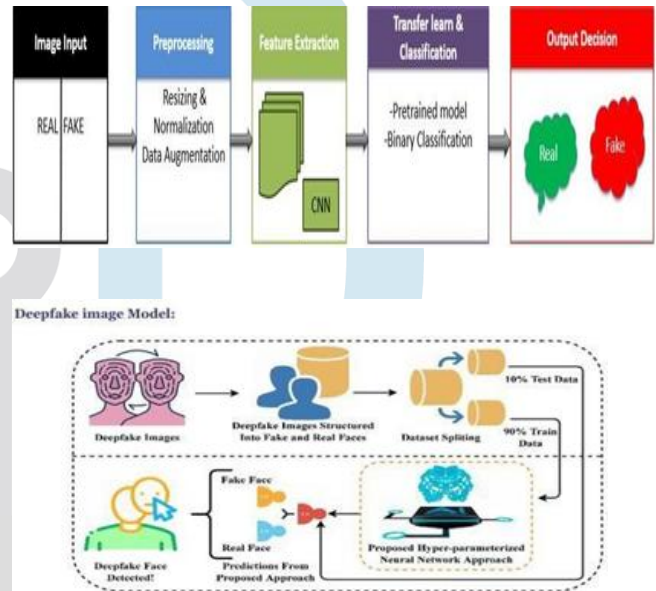 Image Input
REAL FAKE
Preprocessing
Resizing &
Normalization
Data Augmentation
Feature Extraction
CNN
Transfer learn &
Classification
-Pretrained model
-Binary Classification
Output Decision
Real
Fake
Deepfake image Model:
Deepfake Images
Deepfake Images Structured
Into Fake and Real Faces
Dataset Spliting
10% Test Data
90% Train
Data
Fake Face
Real Face
Deepfake Face
Detected!
Predictions From
Proposed Approach
Proposed Hyper-parameterized
Neural Network Approach